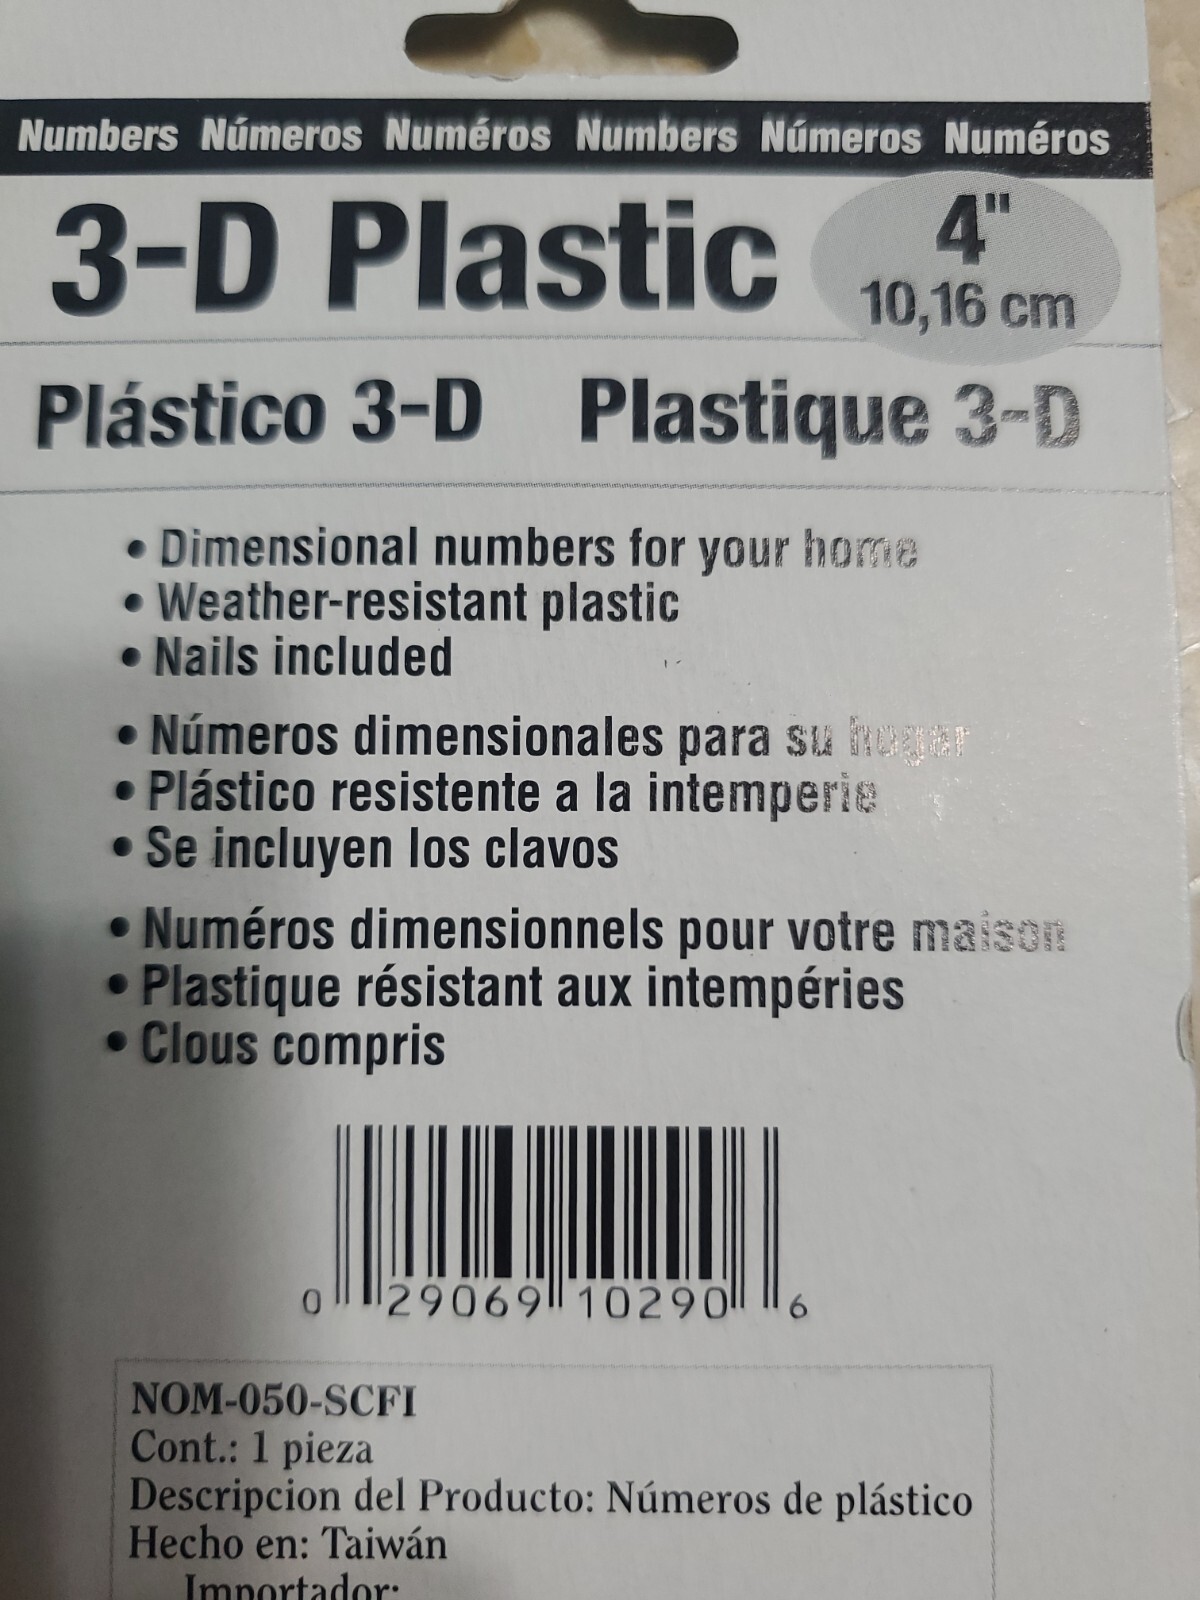 Numbers Números Numéros Numbers Números Numéros
3-D Plastic
4"
10,16 cm
Plástico 3-D Plastique 3-D
• Dimensional numbers for your home
• Weather-resistant plastic
• Nails included
• Números dimensionales para su hogar
• Plástico resistente a la intemperie
• Se incluyen los clavos
• Numéros dimensionnels pour votre maison
• Plastique résistant aux intempéries
• Clous compris
0 29069 10290 6
NOM-050-SCFI
Cont.: 1 pieza
Descripcion del Producto: Números de plástico
Hecho en: Taiwán
Importador: